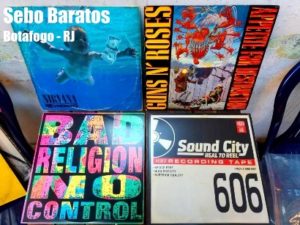 Sebo Baratos
Botafogo - RJ
NIRVANA
GUNS N' ROSES
APPETITE FOR DESTRUCTION
BAD
RELIGION
NO
CONTROL
Sound City
REAL TO REEL
RECORDING TAPE
606